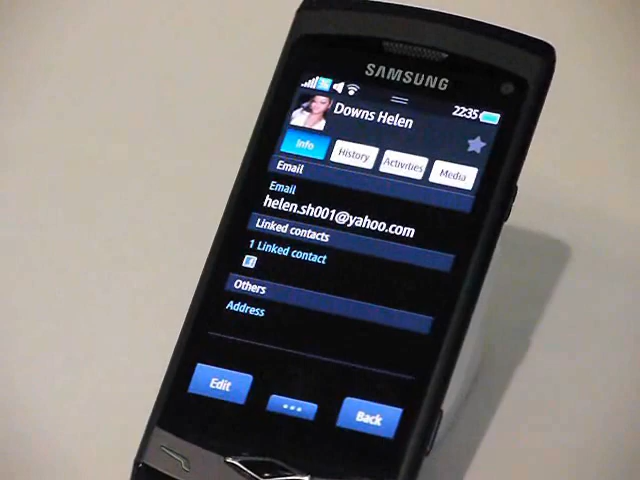 SAMSUNG
22:35
Downs Helen
Info
History
Activities
Media
Email
Email
helen.sh001@yahoo.com
Linked contacts
1 Linked contact
Others
Address
Edit
Back